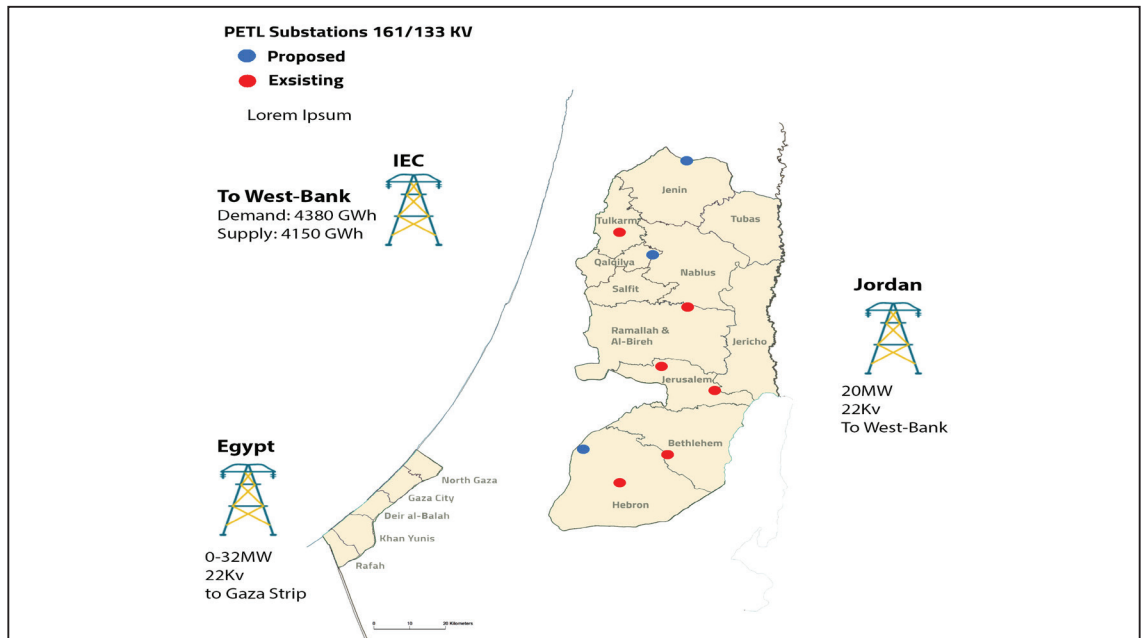 PETL Substations 161/133 KV
Proposed
Exsisting
Lorem Ipsum
IEC
To West-Bank
Demand: 4380 GWh
Supply: 4150 GWh
Jenin
Tubas
Tulkarm
Qalqilya
Nablus
Salfit
Ramallah &
Al-Bireh
Jericho
Jerusalem
Bethlehem
Hebron
Jordan
20MW
22Kv
To West-Bank
Egypt
0-32MW
22Kv
to Gaza Strip
North Gaza
Gaza City
Deir al-Balah
Khan Yunis
Rafah
0 10 20 Kilometers